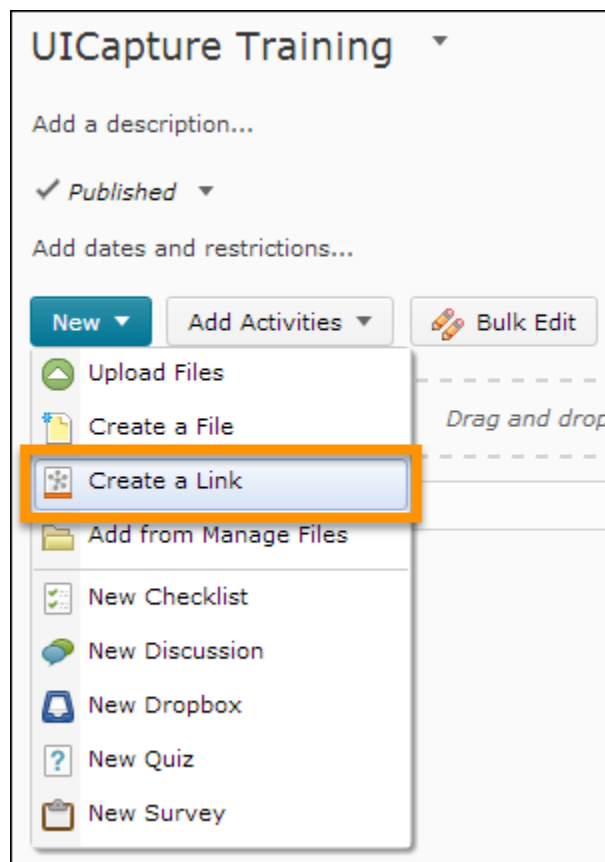 UICapture Training
Add a description...
Published
Add dates and restrictions...
New Add Activities Bulk Edit
Upload Files
Create a File
Drag and drop
Create a Link
Add from Manage Files
New Checklist
New Discussion
New Dropbox
New Quiz
New Survey